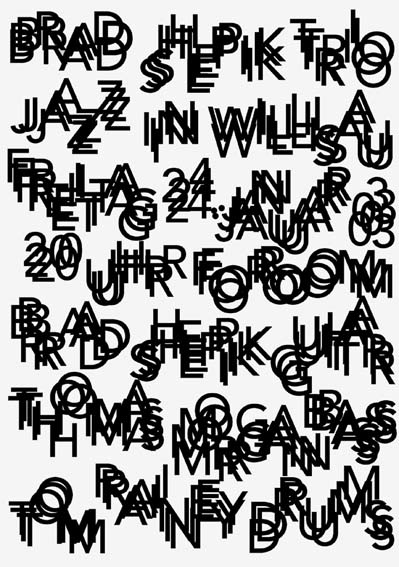 BRAD SHEPIK TRIO
JAZZ IN WILLISAU
FREITAG 24. JANUAR 03
20 UHR FOROOM
BRAD SHEPIK GUITAR
THOMAS MORGAN BASS
TOM RAINEY DRUMS